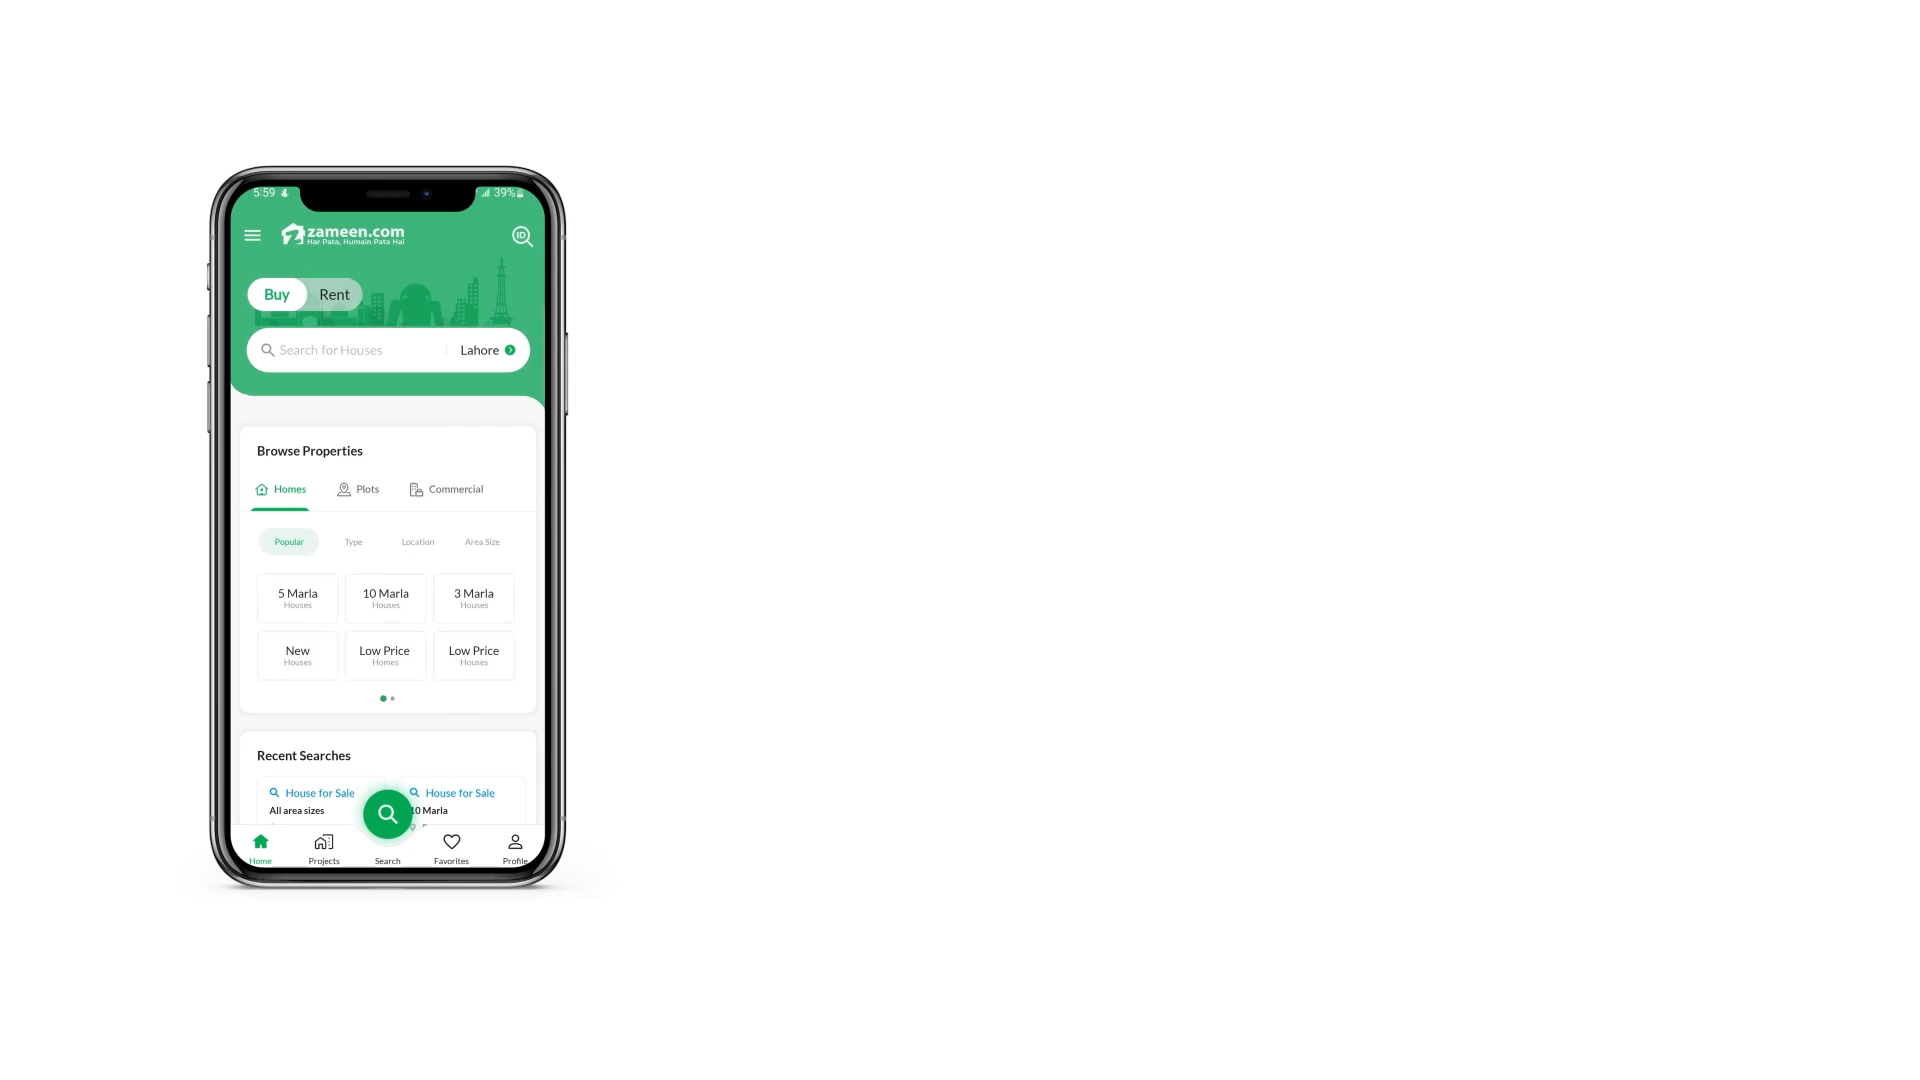 5:59
39%
zameen.com
Har Pata, Humain Pata Hai
ID
Buy
Rent
Search for Houses
Lahore
Browse Properties
Homes
Plots
Commercial
Popular
Type
Location
Area Size
5 Marla
Houses
10 Marla
Houses
3 Marla
Houses
New
Houses
Low Price
Homes
Low Price
Houses
Recent Searches
House for Sale
All area sizes
House for Sale
10 Marla
Home
Projects
Search
Favorites
Profile